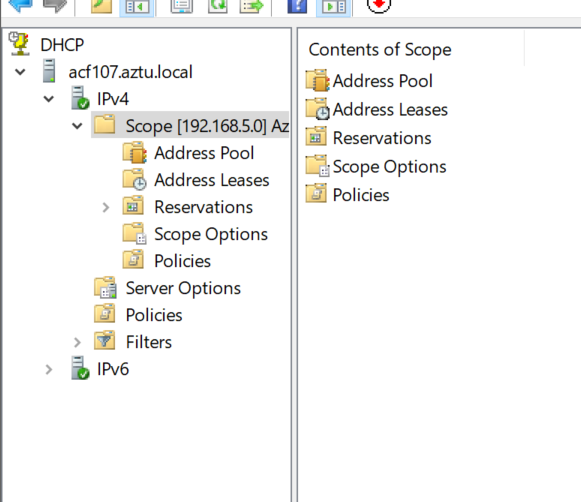 DHCP
acf107.aztu.local
IPv4
Scope [192.168.5.0] Az
Address Pool
Address Leases
Reservations
Scope Options
Policies
Server Options
Policies
Filters
IPv6
Contents of Scope
Address Pool
Address Leases
Reservations
Scope Options
Policies